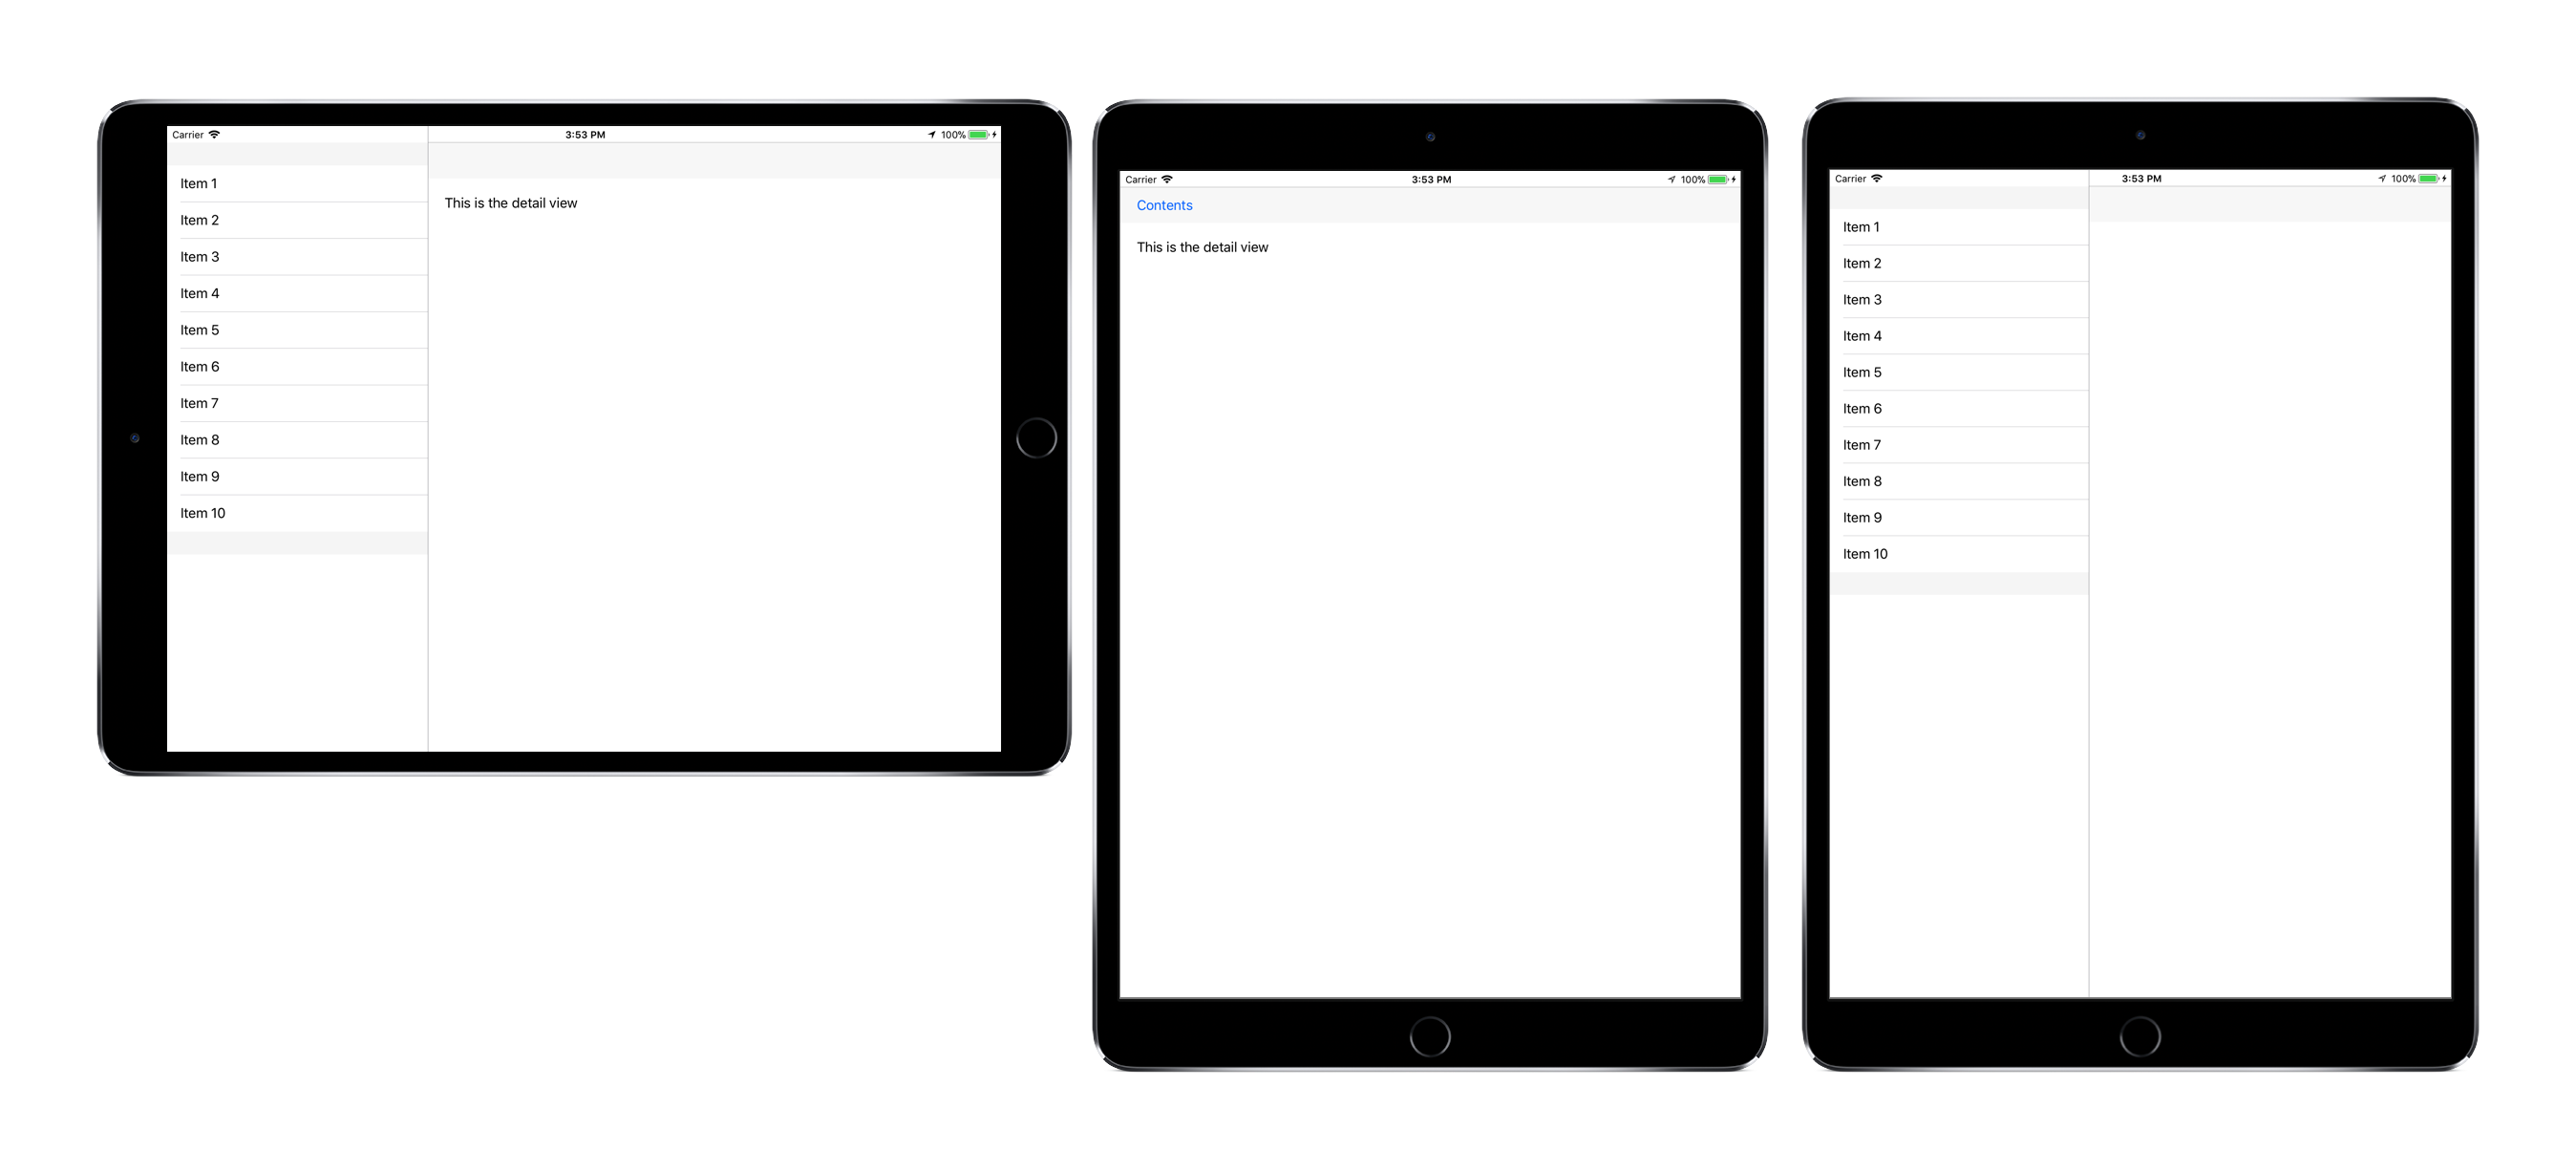 Carrier 3:53 PM 100%
Item 1
Item 2
Item 3
Item 4
Item 5
Item 6
Item 7
Item 8
Item 9
Item 10
This is the detail view
Carrier 3:53 PM 100%
Contents
This is the detail view
Carrier 3:53 PM 100%
Item 1
Item 2
Item 3
Item 4
Item 5
Item 6
Item 7
Item 8
Item 9
Item 10